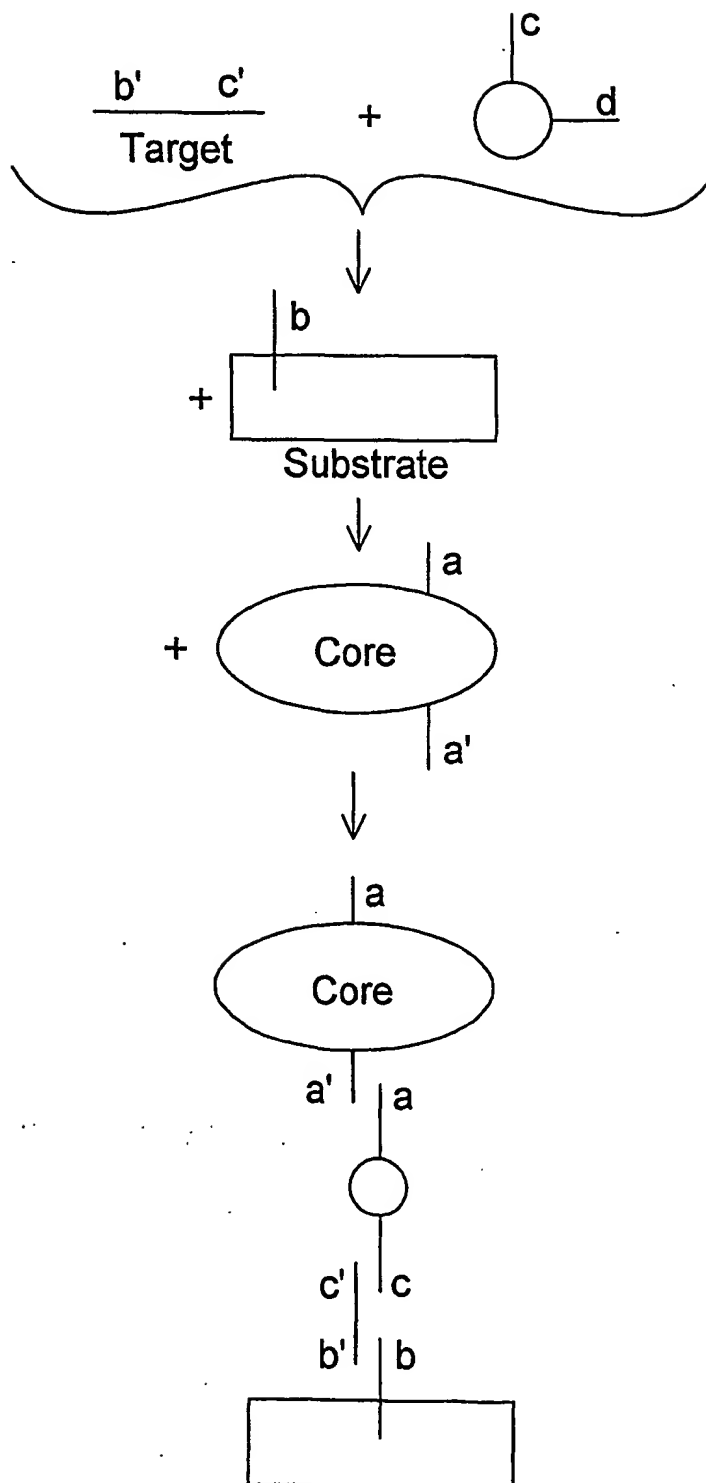 c
b' c' + d
Target
b
+
Substrate
a
+ Core
a'
a
Core
a' a
c' c
b' b